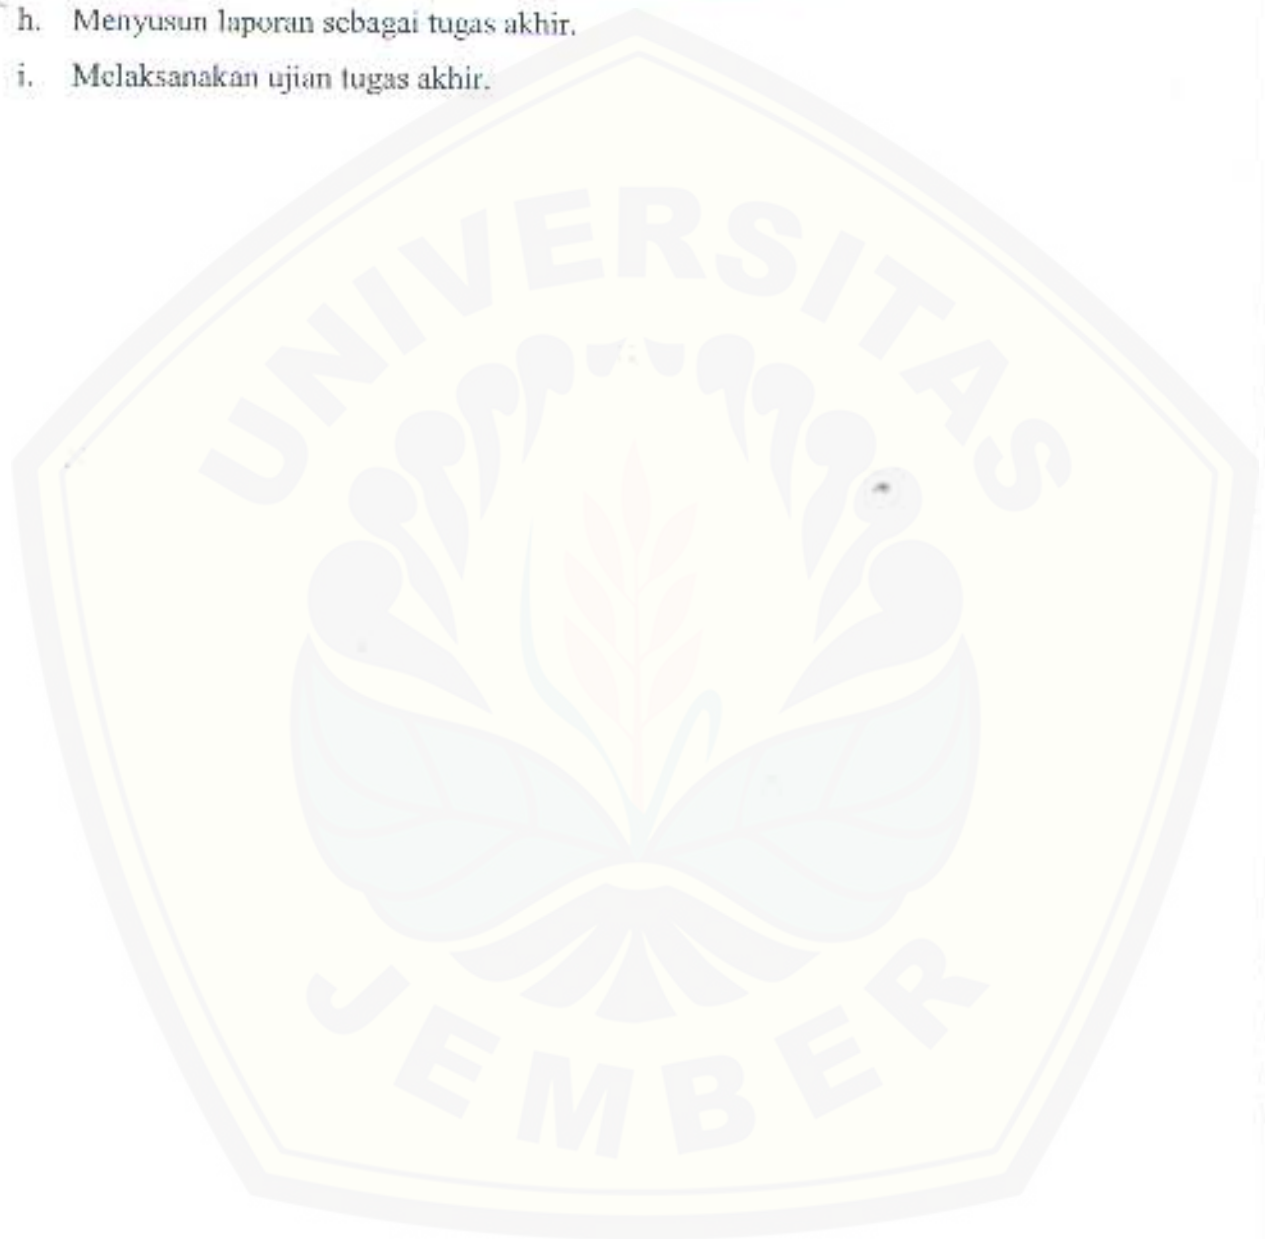 h. Menyusun laporan sebagai tugas akhir.
i. Melaksanakan ujian tugas akhir.
UNIVERSITAS
JEMBER